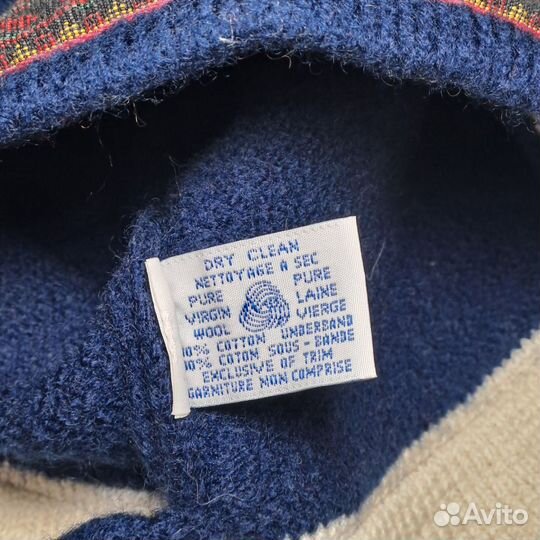 DRY CLEAN
NETTOYAGE A SEC
PURE PURE
VIRGIN LAINE
WOOL VIERGE
10% COTTON UNDERBAND
10% COTON SOUS-BANDE
EXCLUSIVE OF TRIM
GARNITURE NON COMPRISE
Avito